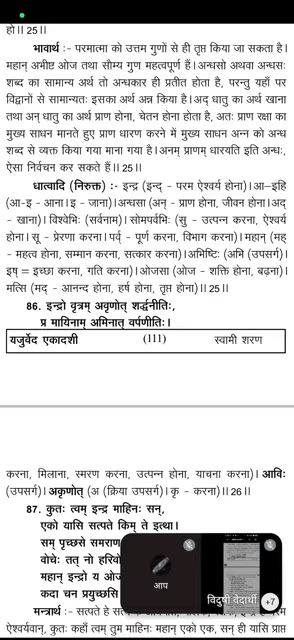 हो।। 25।।
भावार्थ :- परमात्मा को उत्तम गुणों से ही तृप्त किया जा सकता है।
महान् अभीष्ट ओज तथा सौम्य गुण महत्वपूर्ण हैं। अन्धसो अथवा अन्धसः
शब्द का सामान्य अर्थ तो अन्धकार ही प्रतीत होता है, परन्तु यहाँ पर
विद्वानों से सामान्यतः इसका अर्थ अन्न किया है। अद् धातु का अर्थ खाना
तथा अन् धातु का अर्थ प्राण होना, चेतन होना होता है, अतः प्राण रक्षा का
मुख्य साधन मानते हुए प्राण धारण करने में मुख्य साधन अन्न को अन्ध
शब्द से व्यक्त किया गया माना गया है। अनम् प्राणम् धारयति इति अन्धः,
ऐसा निर्वचन कर सकते हैं।। 25।।
धात्वादि (निरुक्त) :- इन्द्र (इन्द् - परम ऐश्वर्य होना)। आ–इहि
(आ-इ - आना। इ - जाना)। अन्धसा (अन् - प्राण होना, जीवन होना। अद्
- खाना)। विश्वेभिः (सर्वनाम)। सोमपर्वभिः (सु - उत्पन्न करना, ऐश्वर्य
होना। सू - प्रेरणा करना। पर्व् - पूर्ण करना, विभाग करना)। महान् (मह्
- महत्व होना, सम्मान करना, सत्कार करना)। अभिष्टिः (अभि (उपसर्ग)।
इष् = इच्छा करना, गति करना)। ओजसा (ओज - शक्ति होना, बढ़ना)।
मत्सि (मद् - आनन्द होना, हर्ष होना, तृप्त होना)।। 25।।
86. इन्द्रो वृत्रम् अवृणोत् शर्द्धनीतिः,
प्र मायिनाम् अमिनात् वर्पणीतिः।
यजुर्वेद एकादशी (111) स्वामी शरण
करना, मिलाना, स्मरण करना, उत्पन्न होना, याचना करना)। आविः
(उपसर्ग)। अकृणोत् (अ (क्रिया उपसर्ग)। कृ - करना)।। 26।।
87. कुतः त्वम् इन्द्र माहिनः सन्,
एको यासि सत्पते किम् ते इत्था।
सम् पृच्छसे समराण
वोचेः तत् नो हरिवो
महान् इन्द्रो य ओज
कदा चन प्रयुच्छसि
मन्त्रार्थ :- सत्पते हे
ऐश्वर्यवान्, कुतः कहाँ त्वम् तुम माहिनः महान् एको एक, सन् ही यासि प्राप्त
आप
विदुषी वेदार्थी
+7